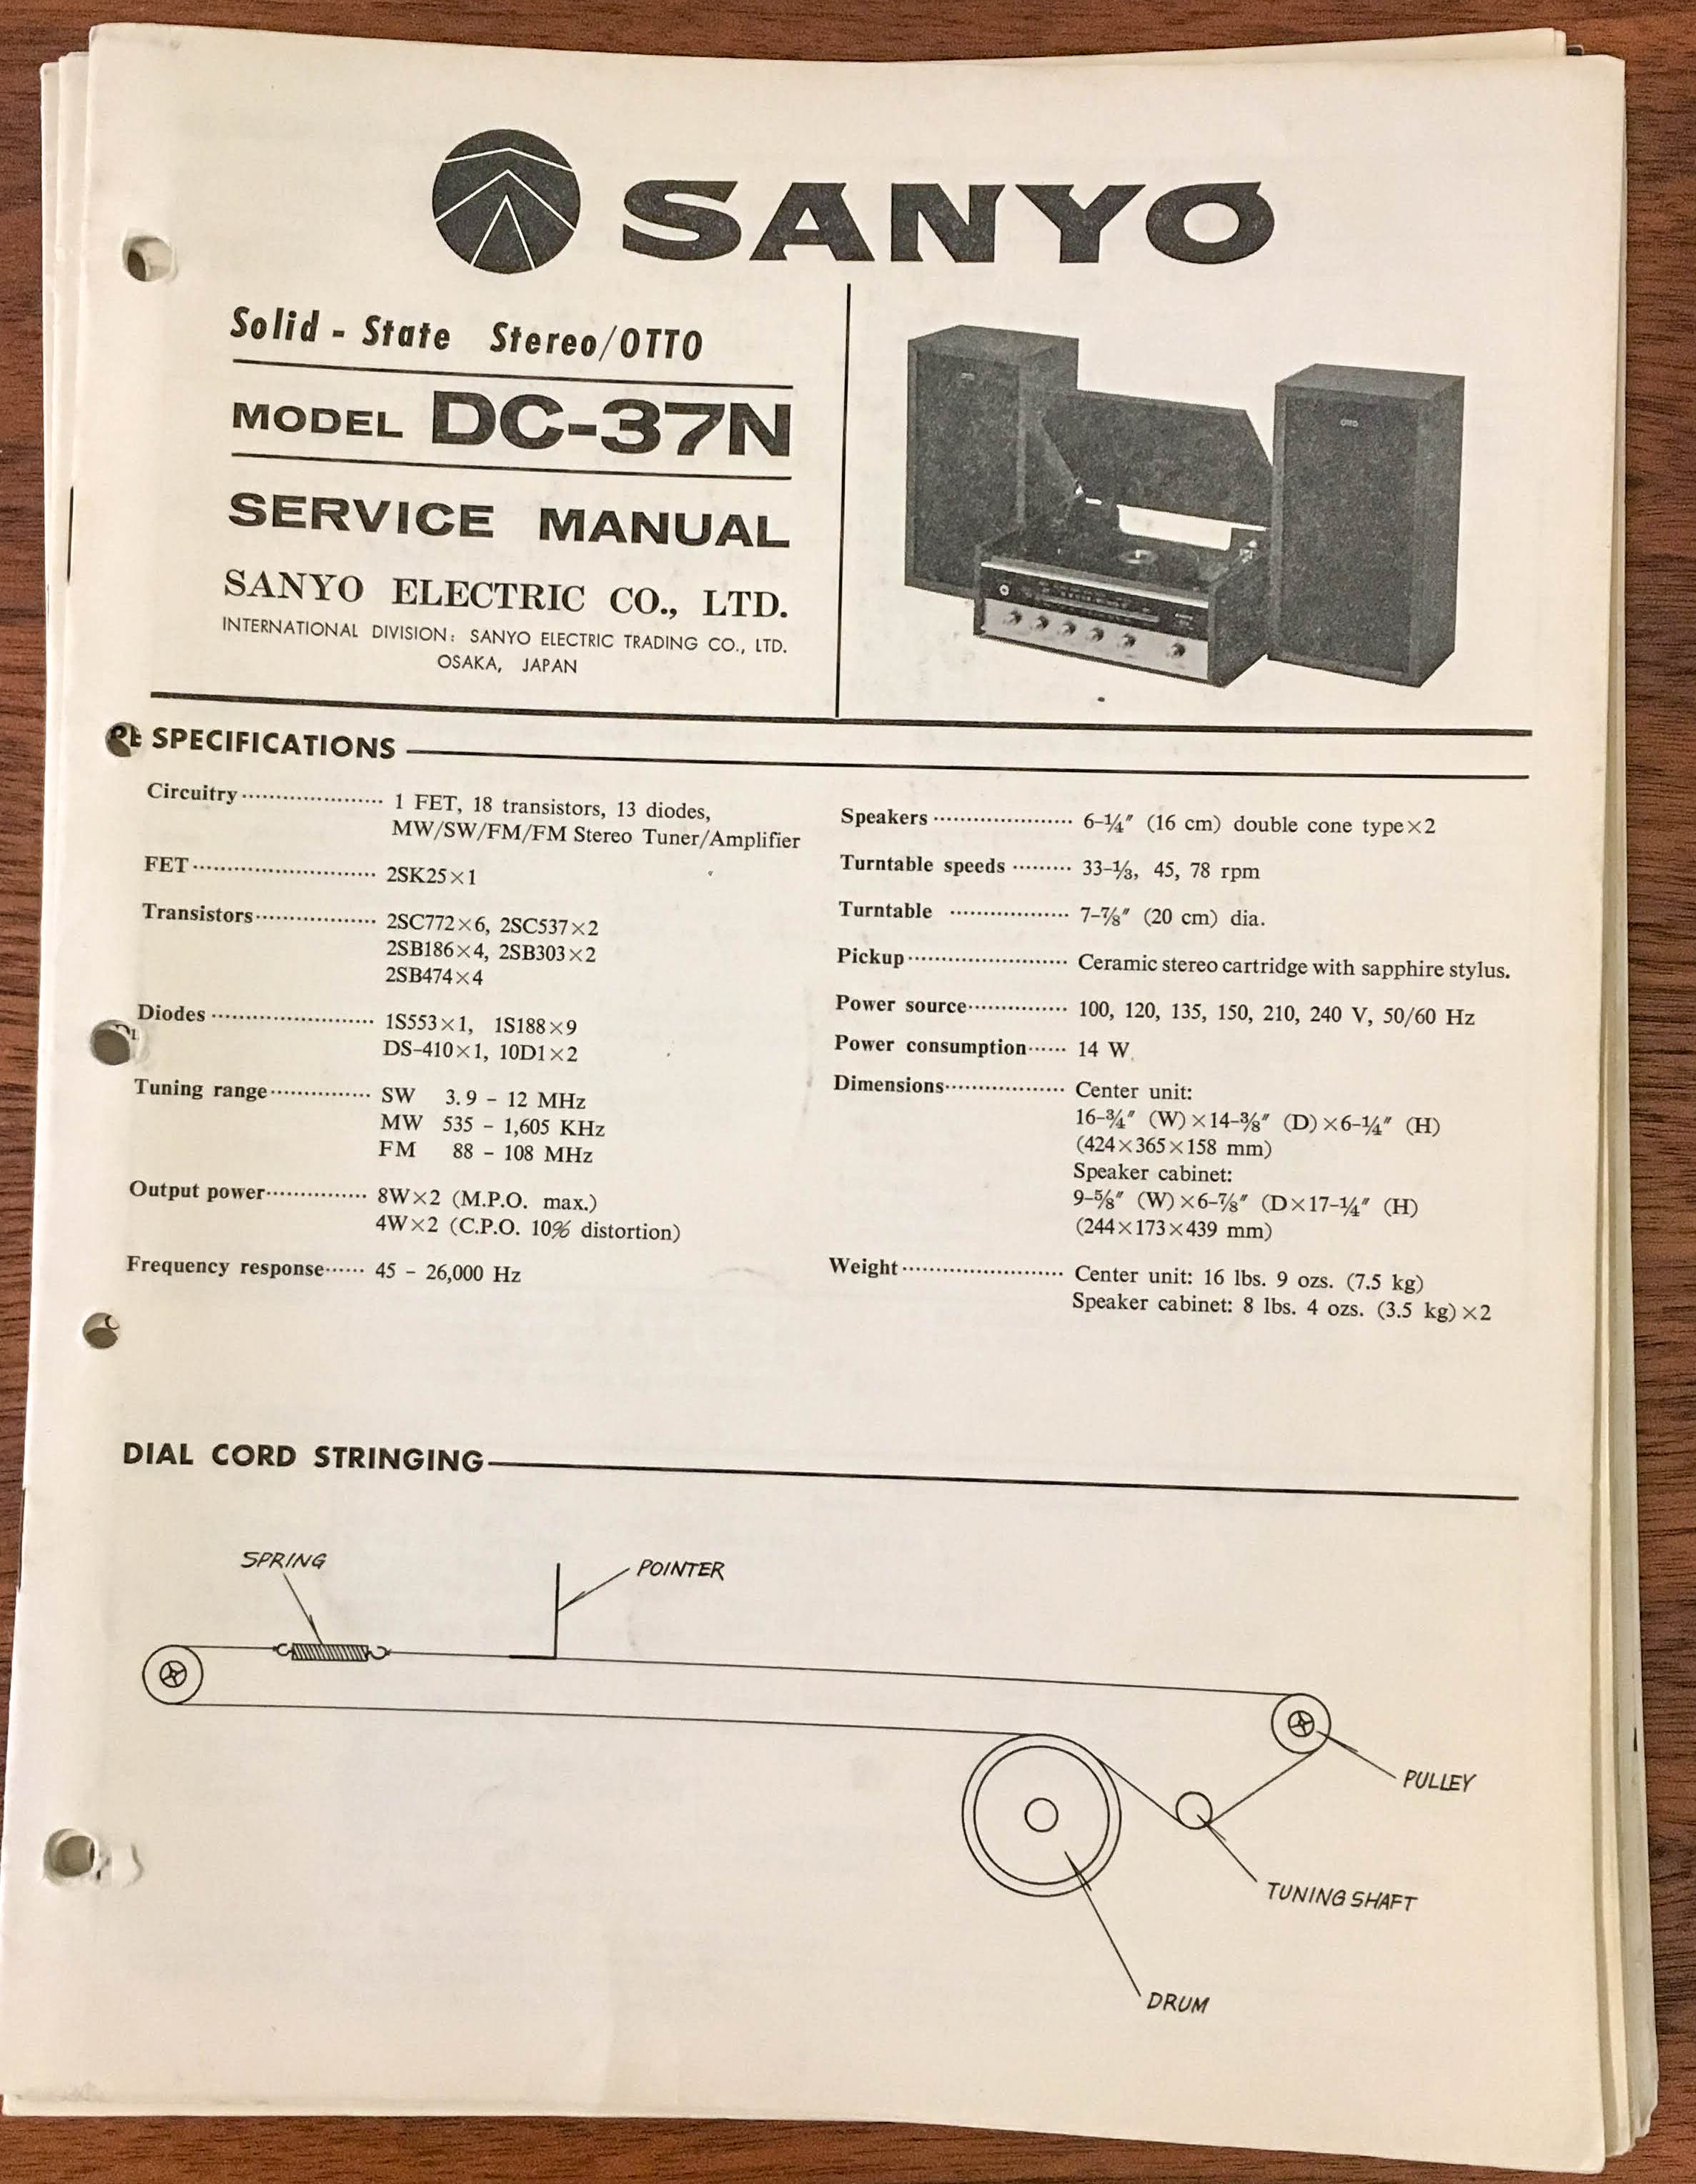 SANYO
Solid - State Stereo/OTTO
MODEL DC-37N
SERVICE MANUAL
SANYO ELECTRIC CO., LTD.
INTERNATIONAL DIVISION: SANYO ELECTRIC TRADING CO., LTD.
OSAKA, JAPAN
OTTO
SPECIFICATIONS
Circuitry ····················· 1 FET, 18 transistors, 13 diodes,
MW/SW/FM/FM Stereo Tuner/Amplifier
FET ··························· 2SK25×1
Transistors ·················· 2SC772×6, 2SC537×2
2SB186×4, 2SB303×2
2SB474×4
Diodes ························ 1S553×1, 1S188×9
DS-410×1, 10D1×2
Tuning range ··············· SW 3.9 – 12 MHz
MW 535 – 1,605 KHz
FM 88 – 108 MHz
Output power ··············· 8W×2 (M.P.O. max.)
4W×2 (C.P.O. 10% distortion)
Frequency response ······ 45 – 26,000 Hz
Speakers ····················· 6-¼″ (16 cm) double cone type×2
Turntable speeds ········· 33-⅓, 45, 78 rpm
Turntable ·················· 7-⅞″ (20 cm) dia.
Pickup ························ Ceramic stereo cartridge with sapphire stylus.
Power source ··············· 100, 120, 135, 150, 210, 240 V, 50/60 Hz
Power consumption ······ 14 W
Dimensions ·················· Center unit:
16-¾″ (W)×14-⅜″ (D)×6-¼″ (H)
(424×365×158 mm)
Speaker cabinet:
9-⅝″ (W)×6-⅞″ (D×17-¼″ (H)
(244×173×439 mm)
Weight ························ Center unit: 16 lbs. 9 ozs. (7.5 kg)
Speaker cabinet: 8 lbs. 4 ozs. (3.5 kg)×2
DIAL CORD STRINGING
SPRING
POINTER
PULLEY
TUNING SHAFT
DRUM